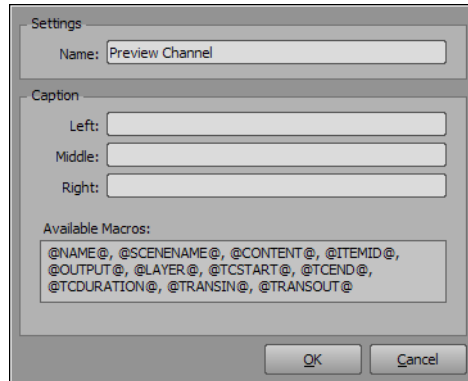 Settings
Name: Preview Channel
Caption
Left:
Middle:
Right:
Available Macros:
@NAME@, @SCENENAME@, @CONTENT@, @ITEMID@,
@OUTPUT@, @LAYER@, @TCSTART@, @TCEND@,
@TCDURATION@, @TRANSIN@, @TRANSOUT@
OK Cancel